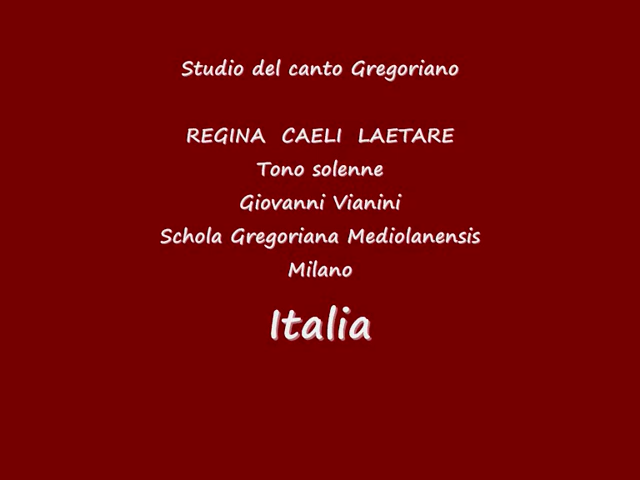 Studio del canto Gregoriano
REGINA CAELI LAETARE
Tono solenne
Giovanni Vianini
Schola Gregoriana Mediolanensis
Milano
Italia